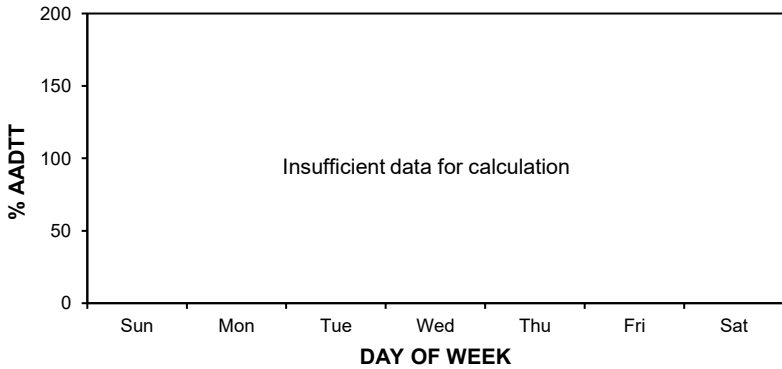 200
150
100
50
0
% AADTT
Insufficient data for calculation
Sun Mon Tue Wed Thu Fri Sat
DAY OF WEEK